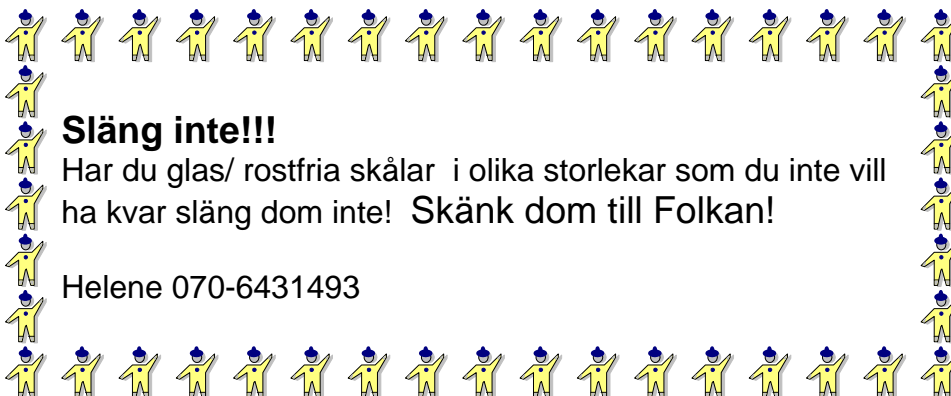 Släng inte!!!
Har du glas/ rostfria skålar  i olika storlekar som du inte vill
ha kvar släng dom inte!  Skänk dom till Folkan!
Helene 070-6431493